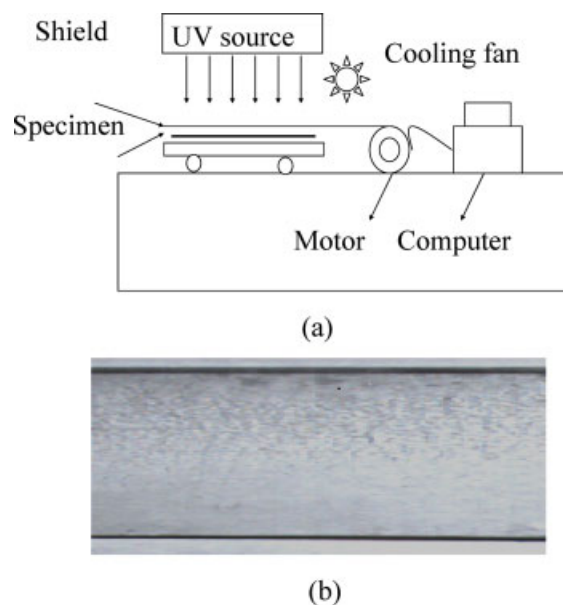 Shield
UV source
Cooling fan
Specimen
Motor
Computer
(a)
(b)